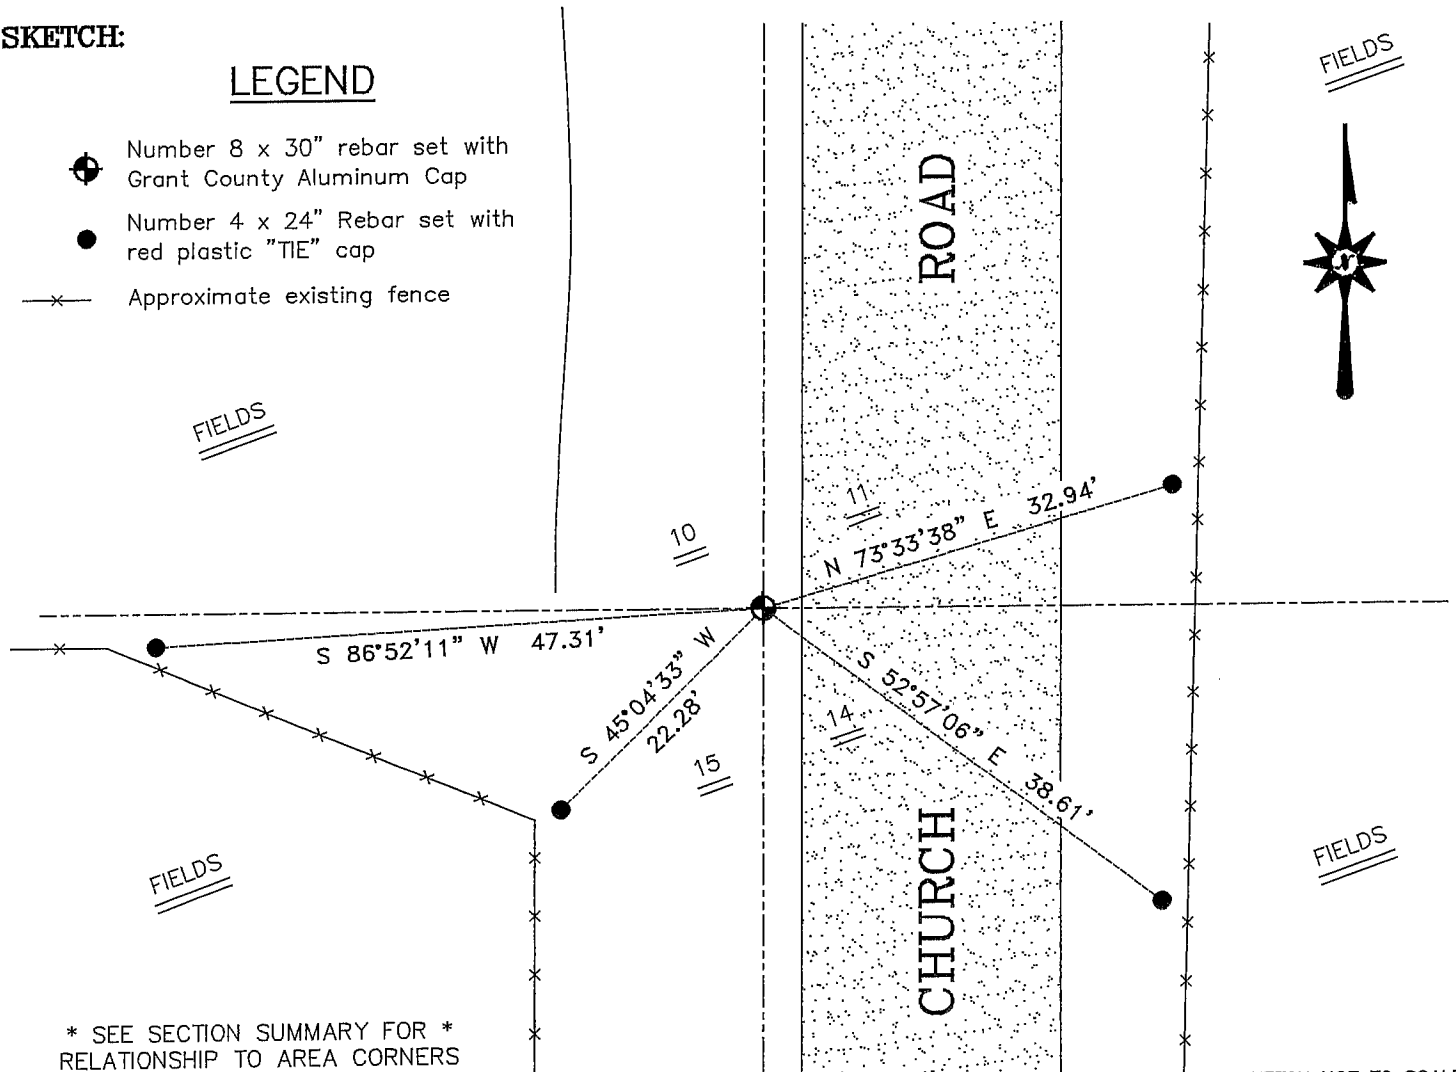 SKETCH:
LEGEND
Number 8 x 30" rebar set with
Grant County Aluminum Cap
Number 4 x 24" Rebar set with
red plastic "TIE" cap
Approximate existing fence
FIELDS
FIELDS
ROAD
N
10
11
N 73°33'38" E 32.94'
S 86°52'11" W 47.31'
S 45°04'33" W
22.28'
S 52°57'06" E 38.61'
14
15
CHURCH
FIELDS
FIELDS
* SEE SECTION SUMMARY FOR *
RELATIONSHIP TO AREA CORNERS